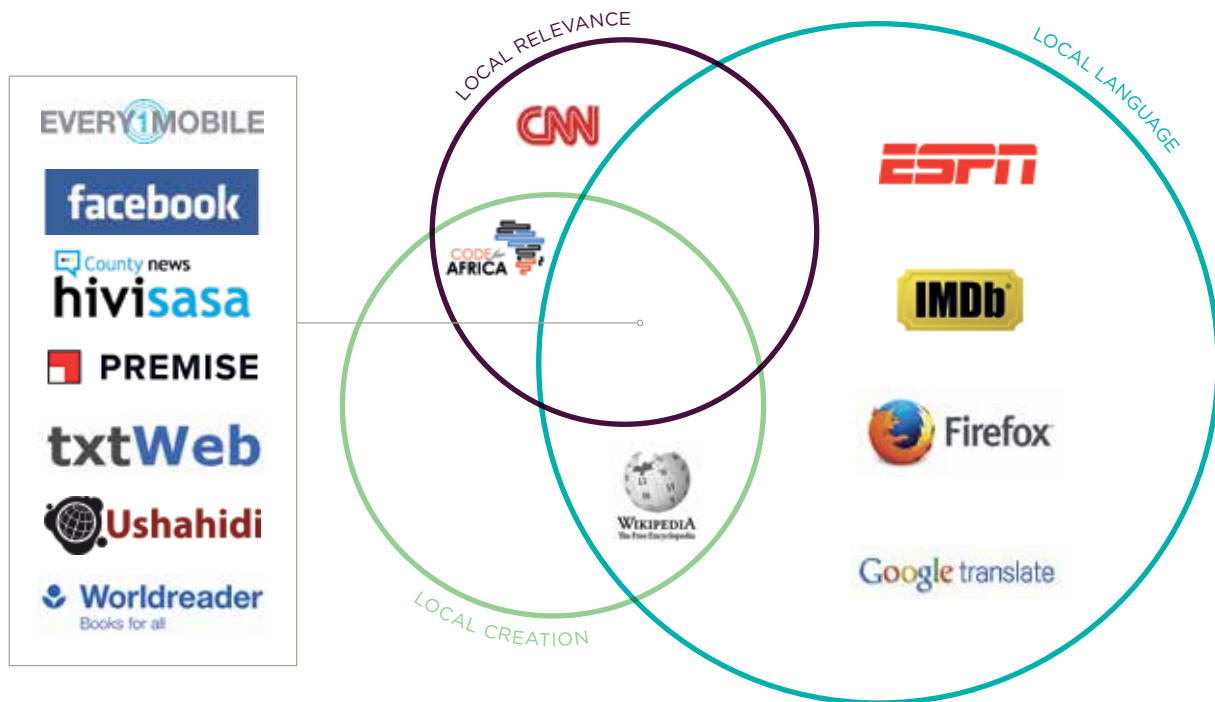 EVERY1MOBILE
facebook
County news
hivisasa
PREMISE
txtWeb
Ushahidi
Worldreader
Books for all
LOCAL RELEVANCE
CNN
CODE for
AFRICA
LOCAL CREATION
WIKIPEDIA
The Free Encyclopedia
LOCAL LANGUAGE
ESPN
IMDb
Firefox
Google translate